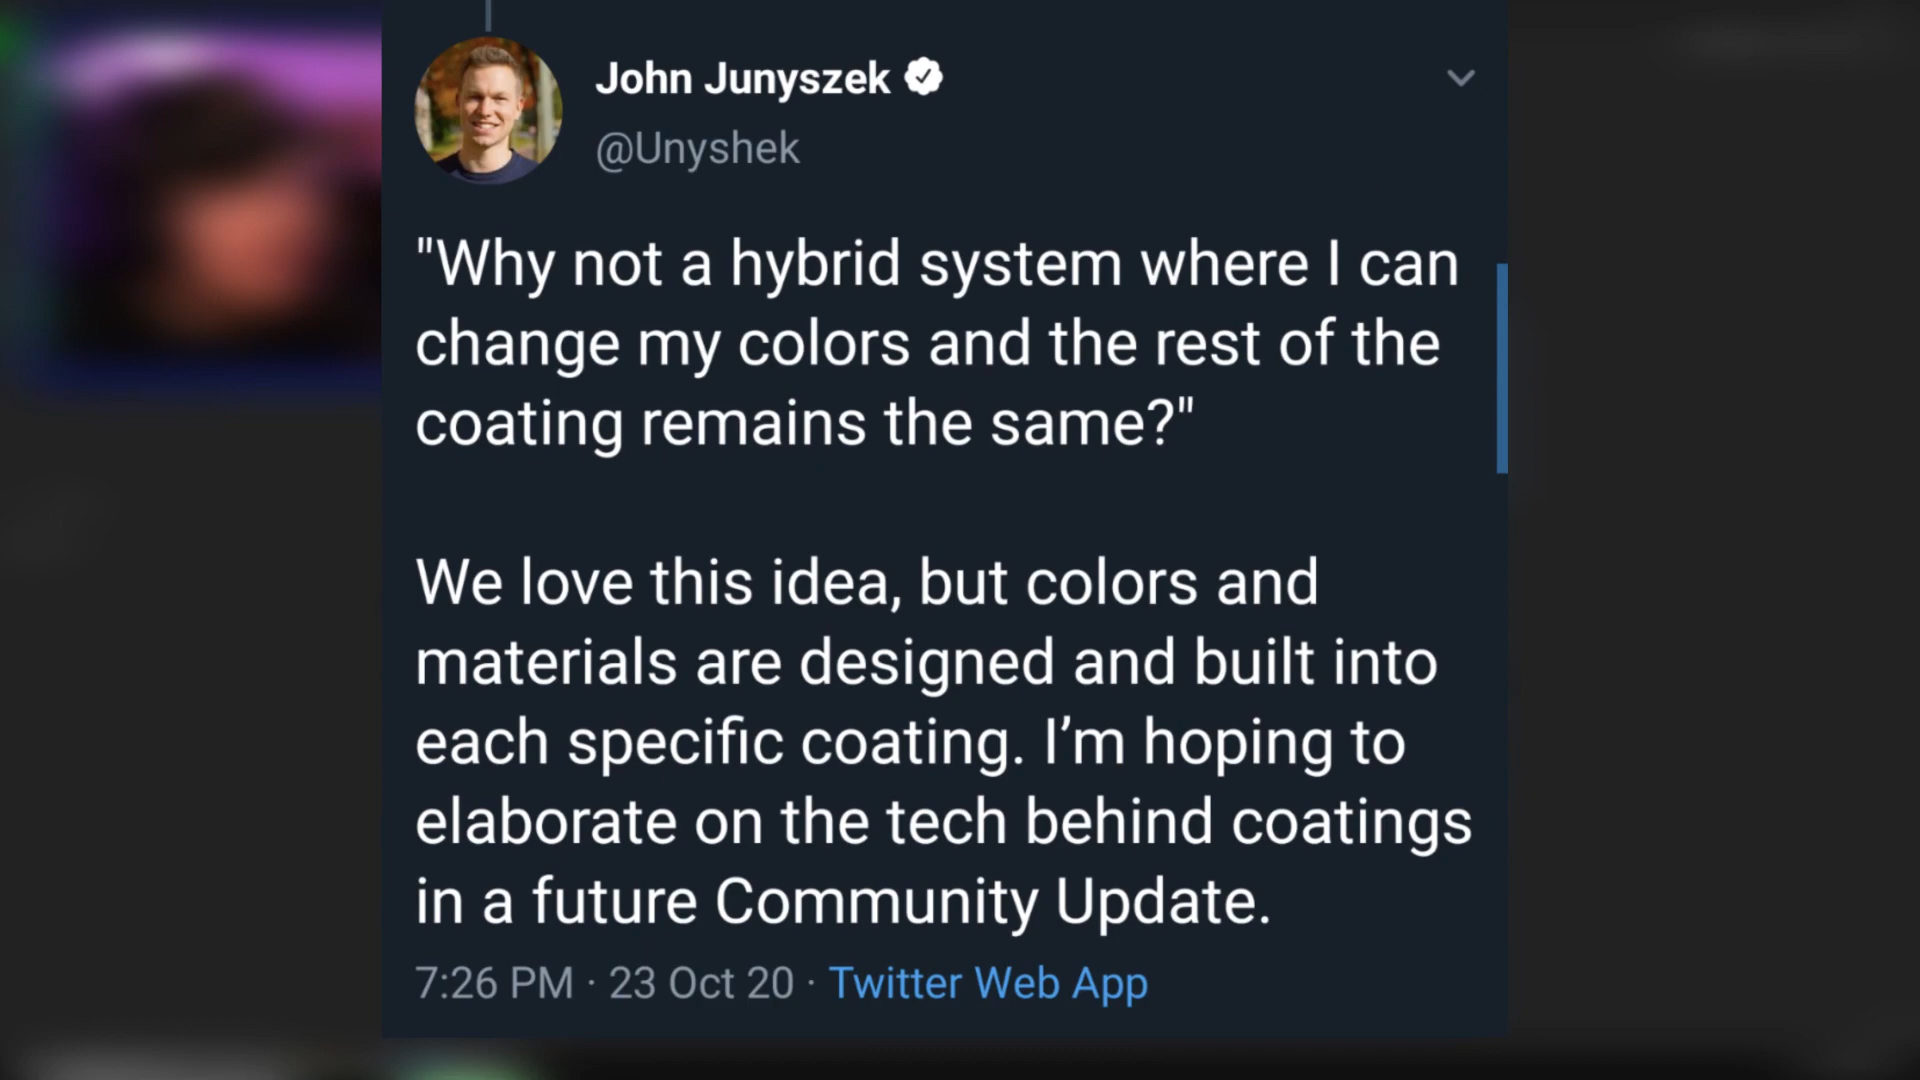 John Junyszek
@Unyshek
"Why not a hybrid system where I can
change my colors and the rest of the
coating remains the same?"
We love this idea, but colors and
materials are designed and built into
each specific coating. I’m hoping to
elaborate on the tech behind coatings
in a future Community Update.
7:26 PM · 23 Oct 20 · Twitter Web App